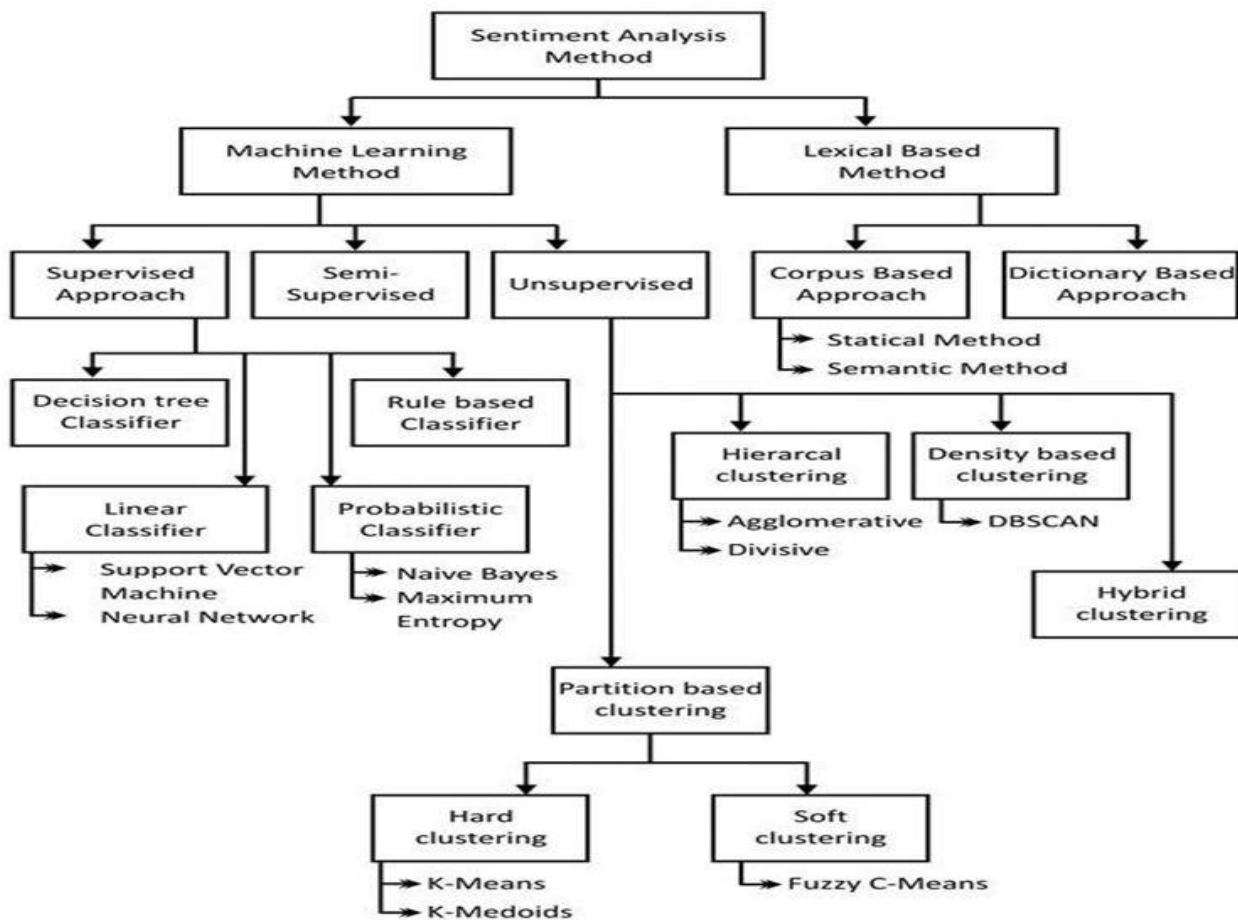 Sentiment Analysis
Method
Machine Learning
Method
Lexical Based
Method
Supervised
Approach
Semi-
Supervised
Unsupervised
Corpus Based
Approach
Dictionary Based
Approach
Statical Method
Semantic Method
Decision tree
Classifier
Rule based
Classifier
Hierarcal
clustering
Density based
clustering
Linear
Classifier
Probabilistic
Classifier
Agglomerative
Divisive
DBSCAN
Support Vector
Machine
Neural Network
Naive Bayes
Maximum
Entropy
Hybrid
clustering
Partition based
clustering
Hard
clustering
Soft
clustering
K-Means
K-Medoids
Fuzzy C-Means